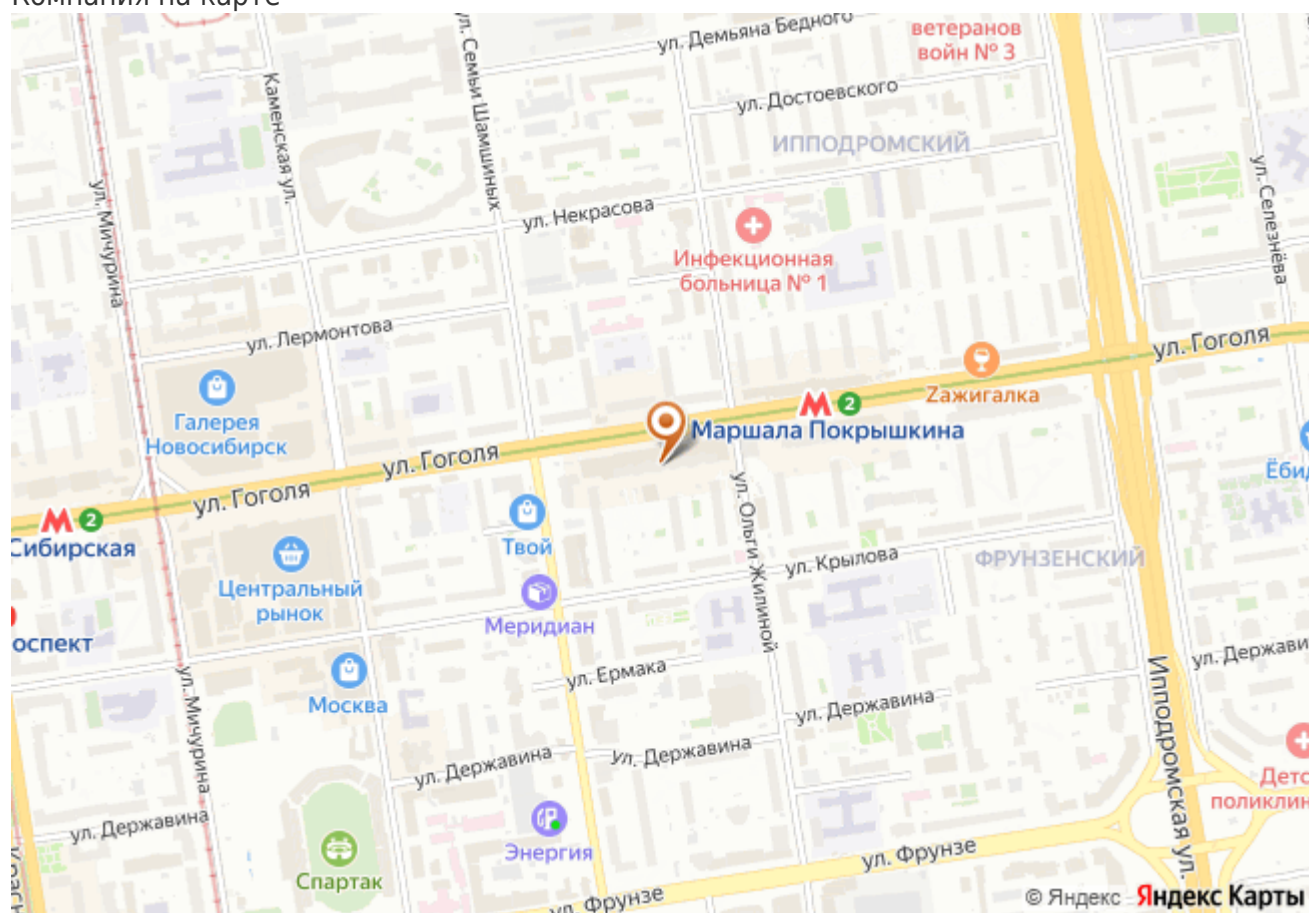 Компания на карте
ул. Демьяна Бедного
ветеранов
войн № 3
ул. Семьи Шамшиных
Каменская ул.
ул. Достоевского
ИППОДРОМСКИЙ
ул. Мичурина
ул. Селезнёва
ул. Некрасова
Инфекционная
больница № 1
ул. Лермонтова
ул. Гоголя
Галерея
Новосибирск
Zажигалка
М 2
Маршала Покрышкина
ул. Гоголя
ул. Гоголя
М 2
Сибирская
Твой
ул. Ольги Жилиной
ул. Крылова
ФРУНЗЕНСКИЙ
Центральный
рынок
Меридиан
оспект
ул. Ермака
ул. Держави
Москва
ул. Мичурина
ул. Державина
Ипподромская ул.
ул. Державина
ул. Державина
Детс
поликлин
ул. Державина
Энергия
Спартак
ул. Фрунзе
ул. Фрунзе
© Яндекс Яндекс Карты